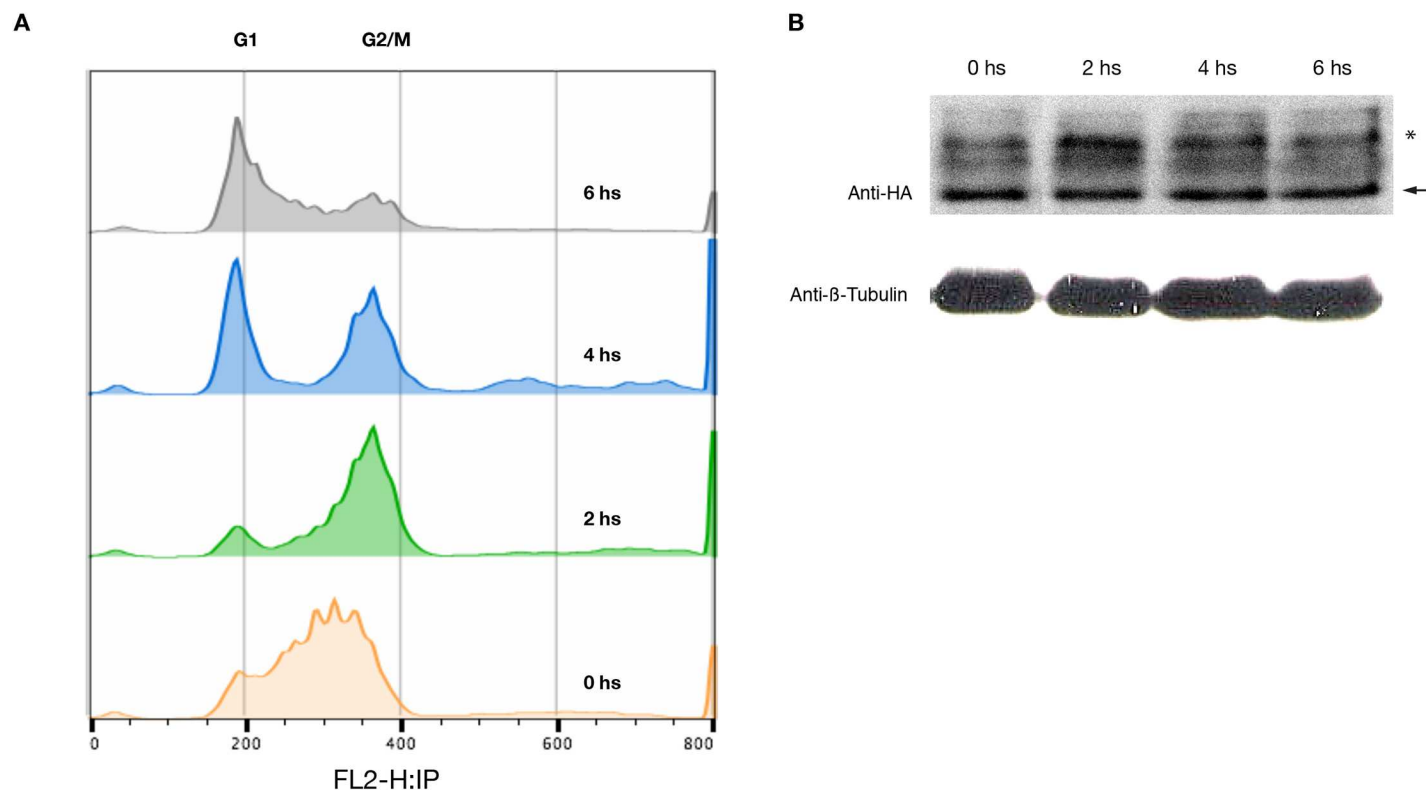 A
G1 G2/M
6 hs
4 hs
2 hs
0 hs
0 200 400 600 800
FL2-H:IP
B
0 hs 2 hs 4 hs 6 hs
*
Anti-HA
Anti-ß-Tubulin